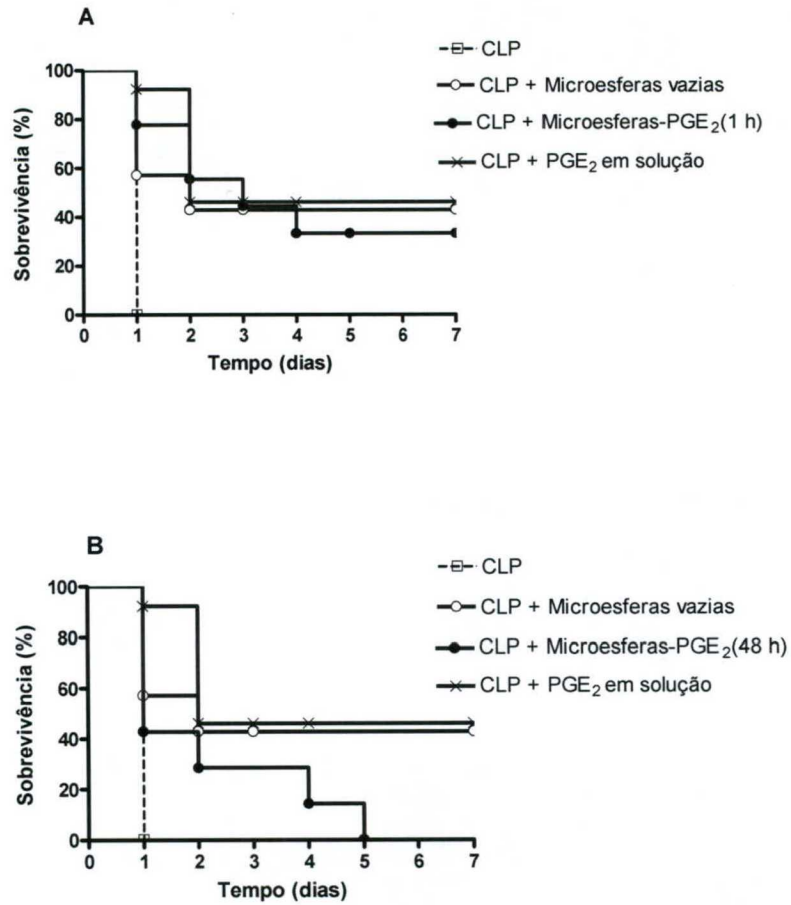 A
CLP
CLP + Microesferas vazias
CLP + Microesferas-PGE₂(1 h)
CLP + PGE₂ em solução
Sobrevivência (%)
100
80
60
40
20
0
0 1 2 3 4 5 6 7
Tempo (dias)
B
CLP
CLP + Microesferas vazias
CLP + Microesferas-PGE₂(48 h)
CLP + PGE₂ em solução
Sobrevivência (%)
100
80
60
40
20
0
0 1 2 3 4 5 6 7
Tempo (dias)